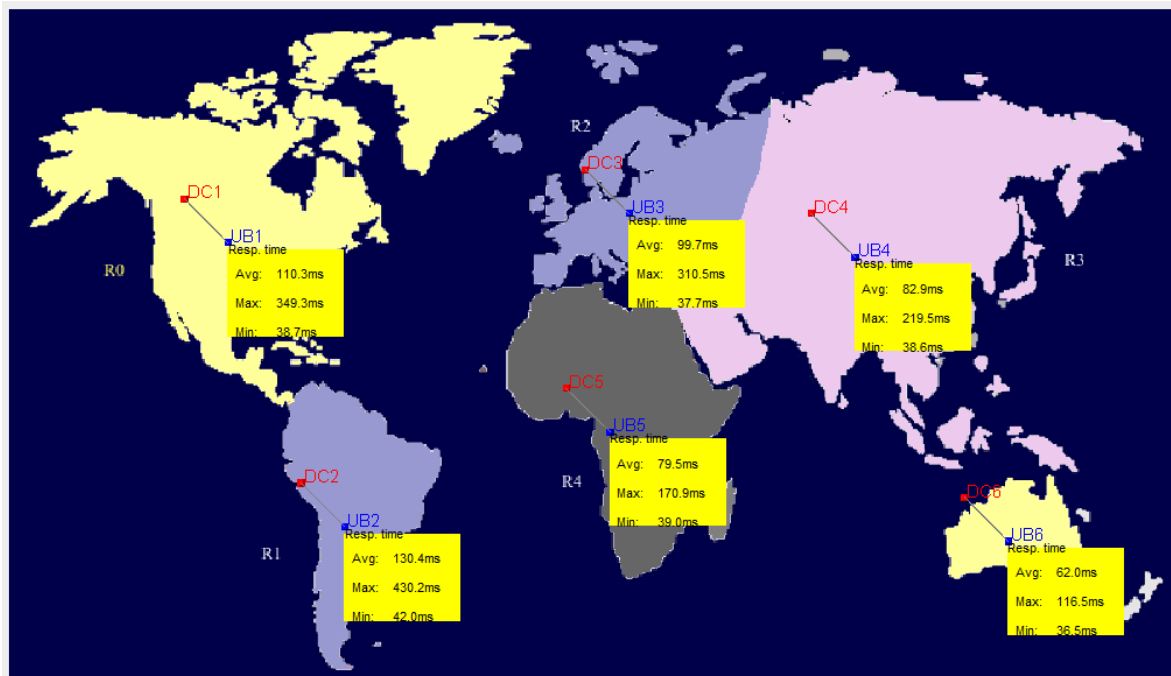 R2
DC3
DC1
UB3
Resp. time
Avg: 99.7ms
Max: 310.5ms
Min: 37.7ms
DC4
UB1
Resp. time
Avg: 110.3ms
Max: 349.3ms
Min: 38.7ms
R0
UB4
Resp. time
Avg: 82.9ms
Max: 219.5ms
Min: 38.6ms
R3
DC5
UB5
Resp. time
Avg: 79.5ms
Max: 170.9ms
Min: 39.0ms
R4
DC2
UB2
Resp. time
Avg: 130.4ms
Max: 430.2ms
Min: 42.0ms
R1
DC6
UB6
Resp. time
Avg: 62.0ms
Max: 116.5ms
Min: 36.5ms